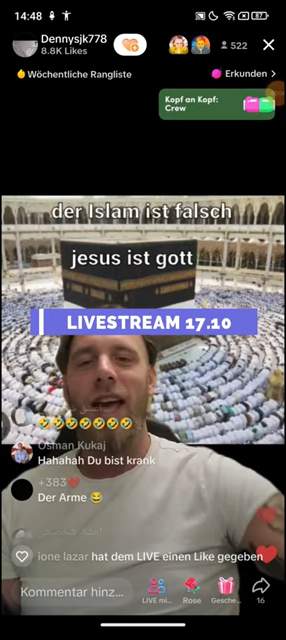 14:48
87
Dennysjk778
8.8K Likes
522
Wöchentliche Rangliste
Erkunden
Kopf an Kopf:
Crew
der Islam ist falsch
jesus ist gott
LIVESTREAM 17.10
🤣🤣🤣🤣🤣🤣🤣
Osman Kukaj
Hahahah Du bist krank
+383❤️
Der Arme 😂
ione lazar hat dem LIVE einen Like gegeben
Kommentar hinz...
LIVE mi...
Rose
Gesche...
16